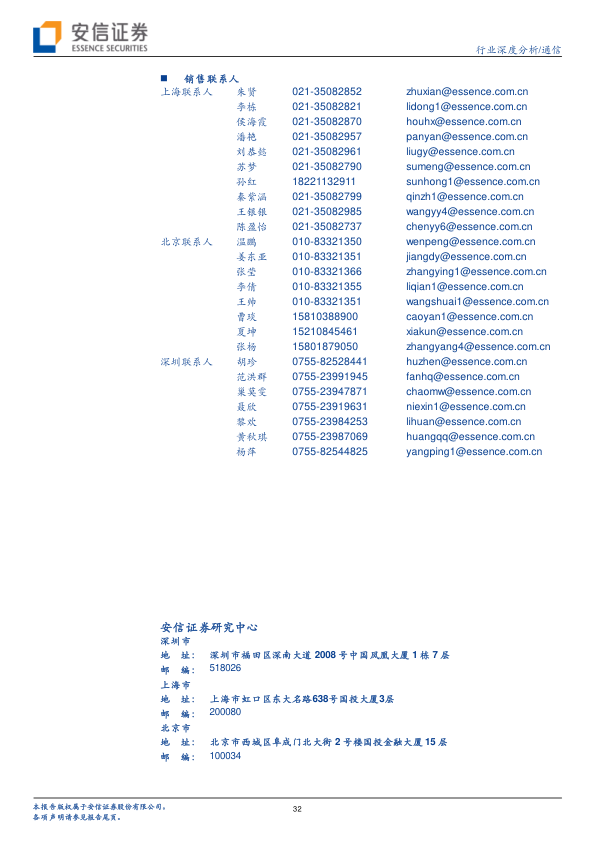 安信证券
ESSENCE SECURITIES
行业深度分析/通信
■ 销售联系人
上海联系人 朱贤 021-35082852 zhuxian@essence.com.cn
李栋 021-35082821 lidong1@essence.com.cn
侯海霞 021-35082870 houhx@essence.com.cn
潘艳 021-35082957 panyan@essence.com.cn
刘恭懿 021-35082961 liugy@essence.com.cn
苏梦 021-35082790 sumeng@essence.com.cn
孙红 18221132911 sunhong1@essence.com.cn
秦紫涵 021-35082799 qinzh1@essence.com.cn
王银银 021-35082985 wangyy4@essence.com.cn
陈盈怡 021-35082737 chenyy6@essence.com.cn
北京联系人 温鹏 010-83321350 wenpeng@essence.com.cn
姜东亚 010-83321351 jiangdy@essence.com.cn
张莹 010-83321366 zhangying1@essence.com.cn
李倩 010-83321355 liqian1@essence.com.cn
王帅 010-83321351 wangshuai1@essence.com.cn
曹琰 15810388900 caoyan1@essence.com.cn
夏坤 15210845461 xiakun@essence.com.cn
张杨 15801879050 zhangyang4@essence.com.cn
深圳联系人 胡珍 0755-82528441 huzhen@essence.com.cn
范洪群 0755-23991945 fanhq@essence.com.cn
巢莫雯 0755-23947871 chaomw@essence.com.cn
聂欣 0755-23919631 niexin1@essence.com.cn
黎欢 0755-23984253 lihuan@essence.com.cn
黄秋琪 0755-23987069 huangqq@essence.com.cn
杨萍 0755-82544825 yangping1@essence.com.cn
安信证券研究中心
深圳市
地 址： 深圳市福田区深南大道 2008 号中国凤凰大厦 1 栋 7 层
邮 编： 518026
上海市
地 址： 上海市虹口区东大名路638号国投大厦3层
邮 编： 200080
北京市
地 址： 北京市西城区阜成门北大街 2 号楼国投金融大厦 15 层
邮 编： 100034
本报告版权属于安信证券股份有限公司。
32
各项声明请参见报告尾页。